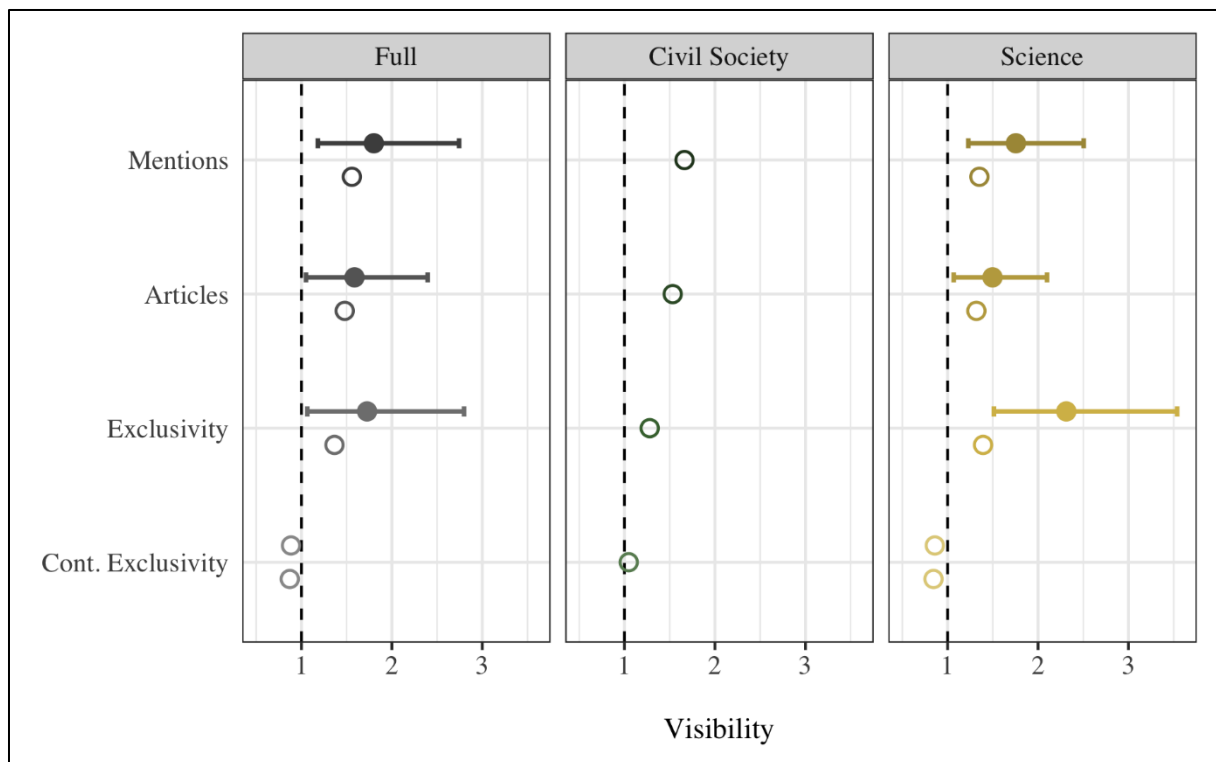 Full Civil Society Science
Mentions
Articles
Exclusivity
Cont. Exclusivity
1 2 3 1 2 3 1 2 3
Visibility